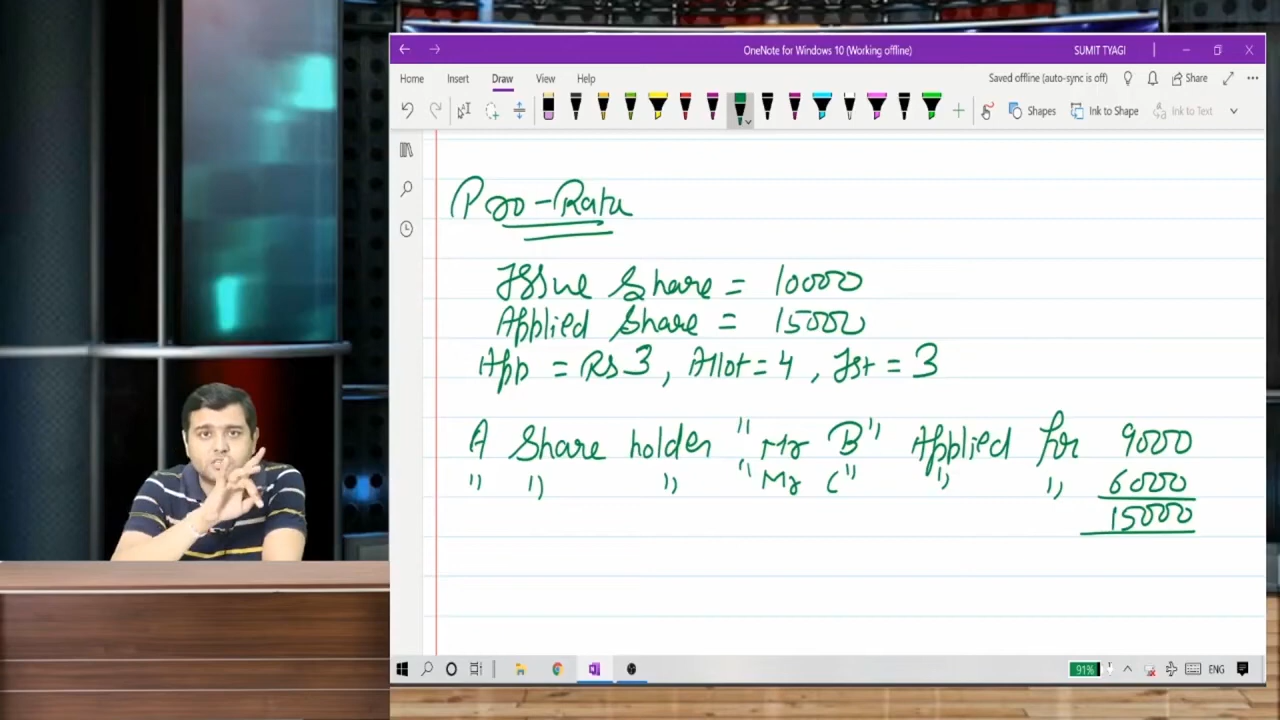 OneNote for Windows 10 (Working offline)
SUMIT TYAGI
Home Insert Draw View Help
Saved offline (auto-sync is off)
Share
Shapes
Ink to Shape
Ink to Text
Pro-Rata
Issue Share = 10000
Applied Share = 15000
App = Rs 3, Allot = 4, Ist = 3
A Share holder "Mr B" Applied for 9000
" " " "Mr C" " " 6000
15000
91%
ENG